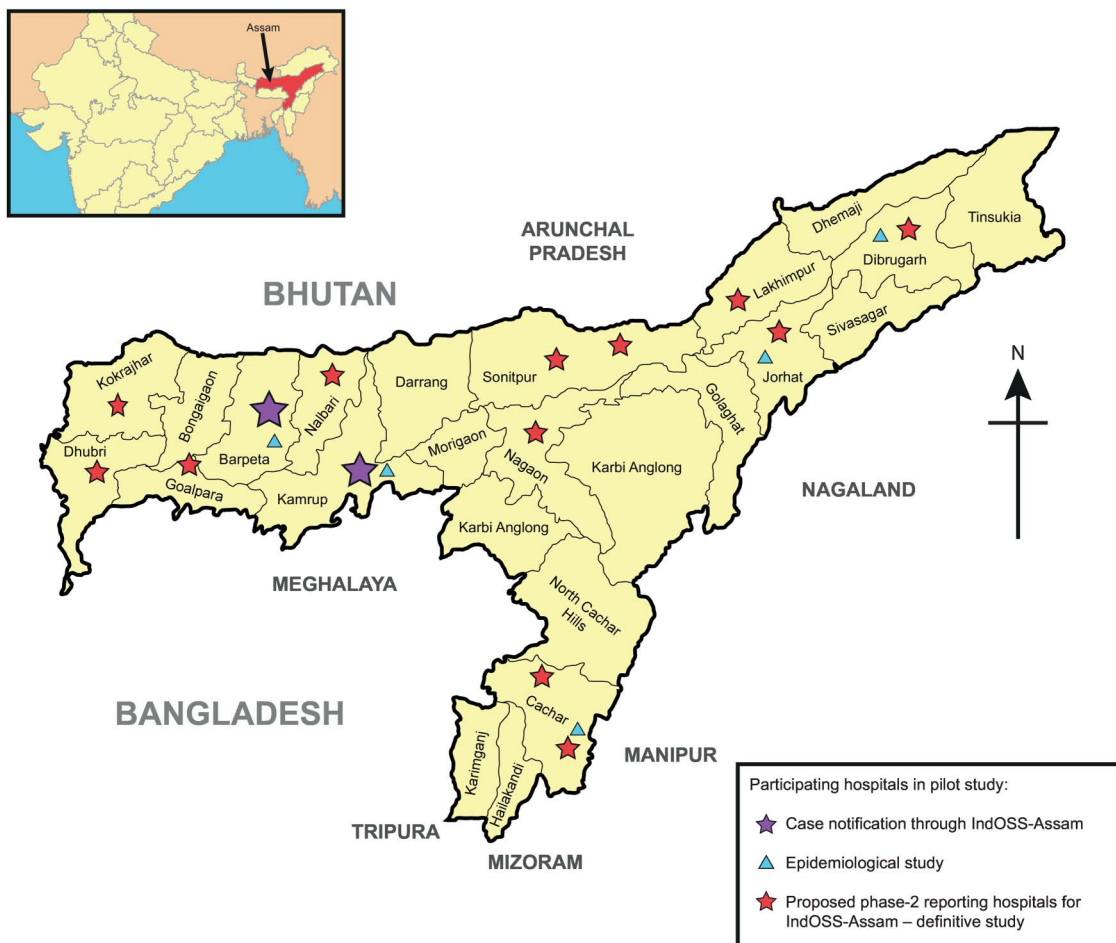 Assam
ARUNCHAL
PRADESH
BHUTAN
Dhemaji
Tinsukia
Dibrugarh
Lakhimpur
Sivasagar
Jorhat
Golaghat
Kokrajhar
Bongaigaon
Nalbari
Darrang
Sonitpur
Dhubri
Barpeta
Morigaon
Nagaon
Karbi Anglong
Goalpara
Kamrup
Karbi Anglong
NAGALAND
N
MEGHALAYA
North Cachar
Hills
BANGLADESH
Cachar
Karimganj
Hailakandi
MANIPUR
TRIPURA
MIZORAM
Participating hospitals in pilot study:
Case notification through IndOSS-Assam
Epidemiological study
Proposed phase-2 reporting hospitals for
IndOSS-Assam – definitive study